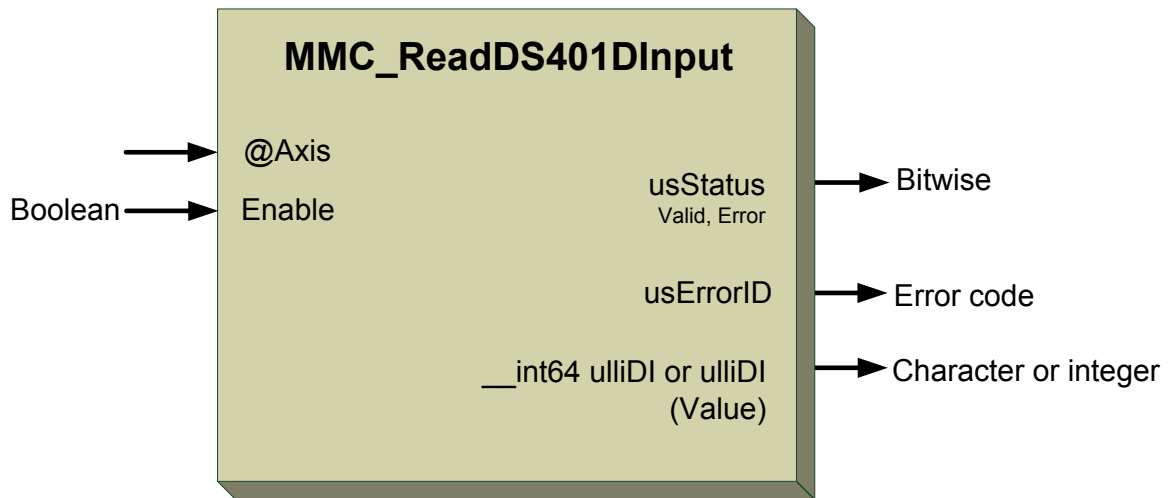 MMC_ReadDS401DInput
@Axis
Boolean
Enable
usStatus
Valid, Error
Bitwise
usErrorID
Error code
__int64 ulliDI or ulliDI
(Value)
Character or integer